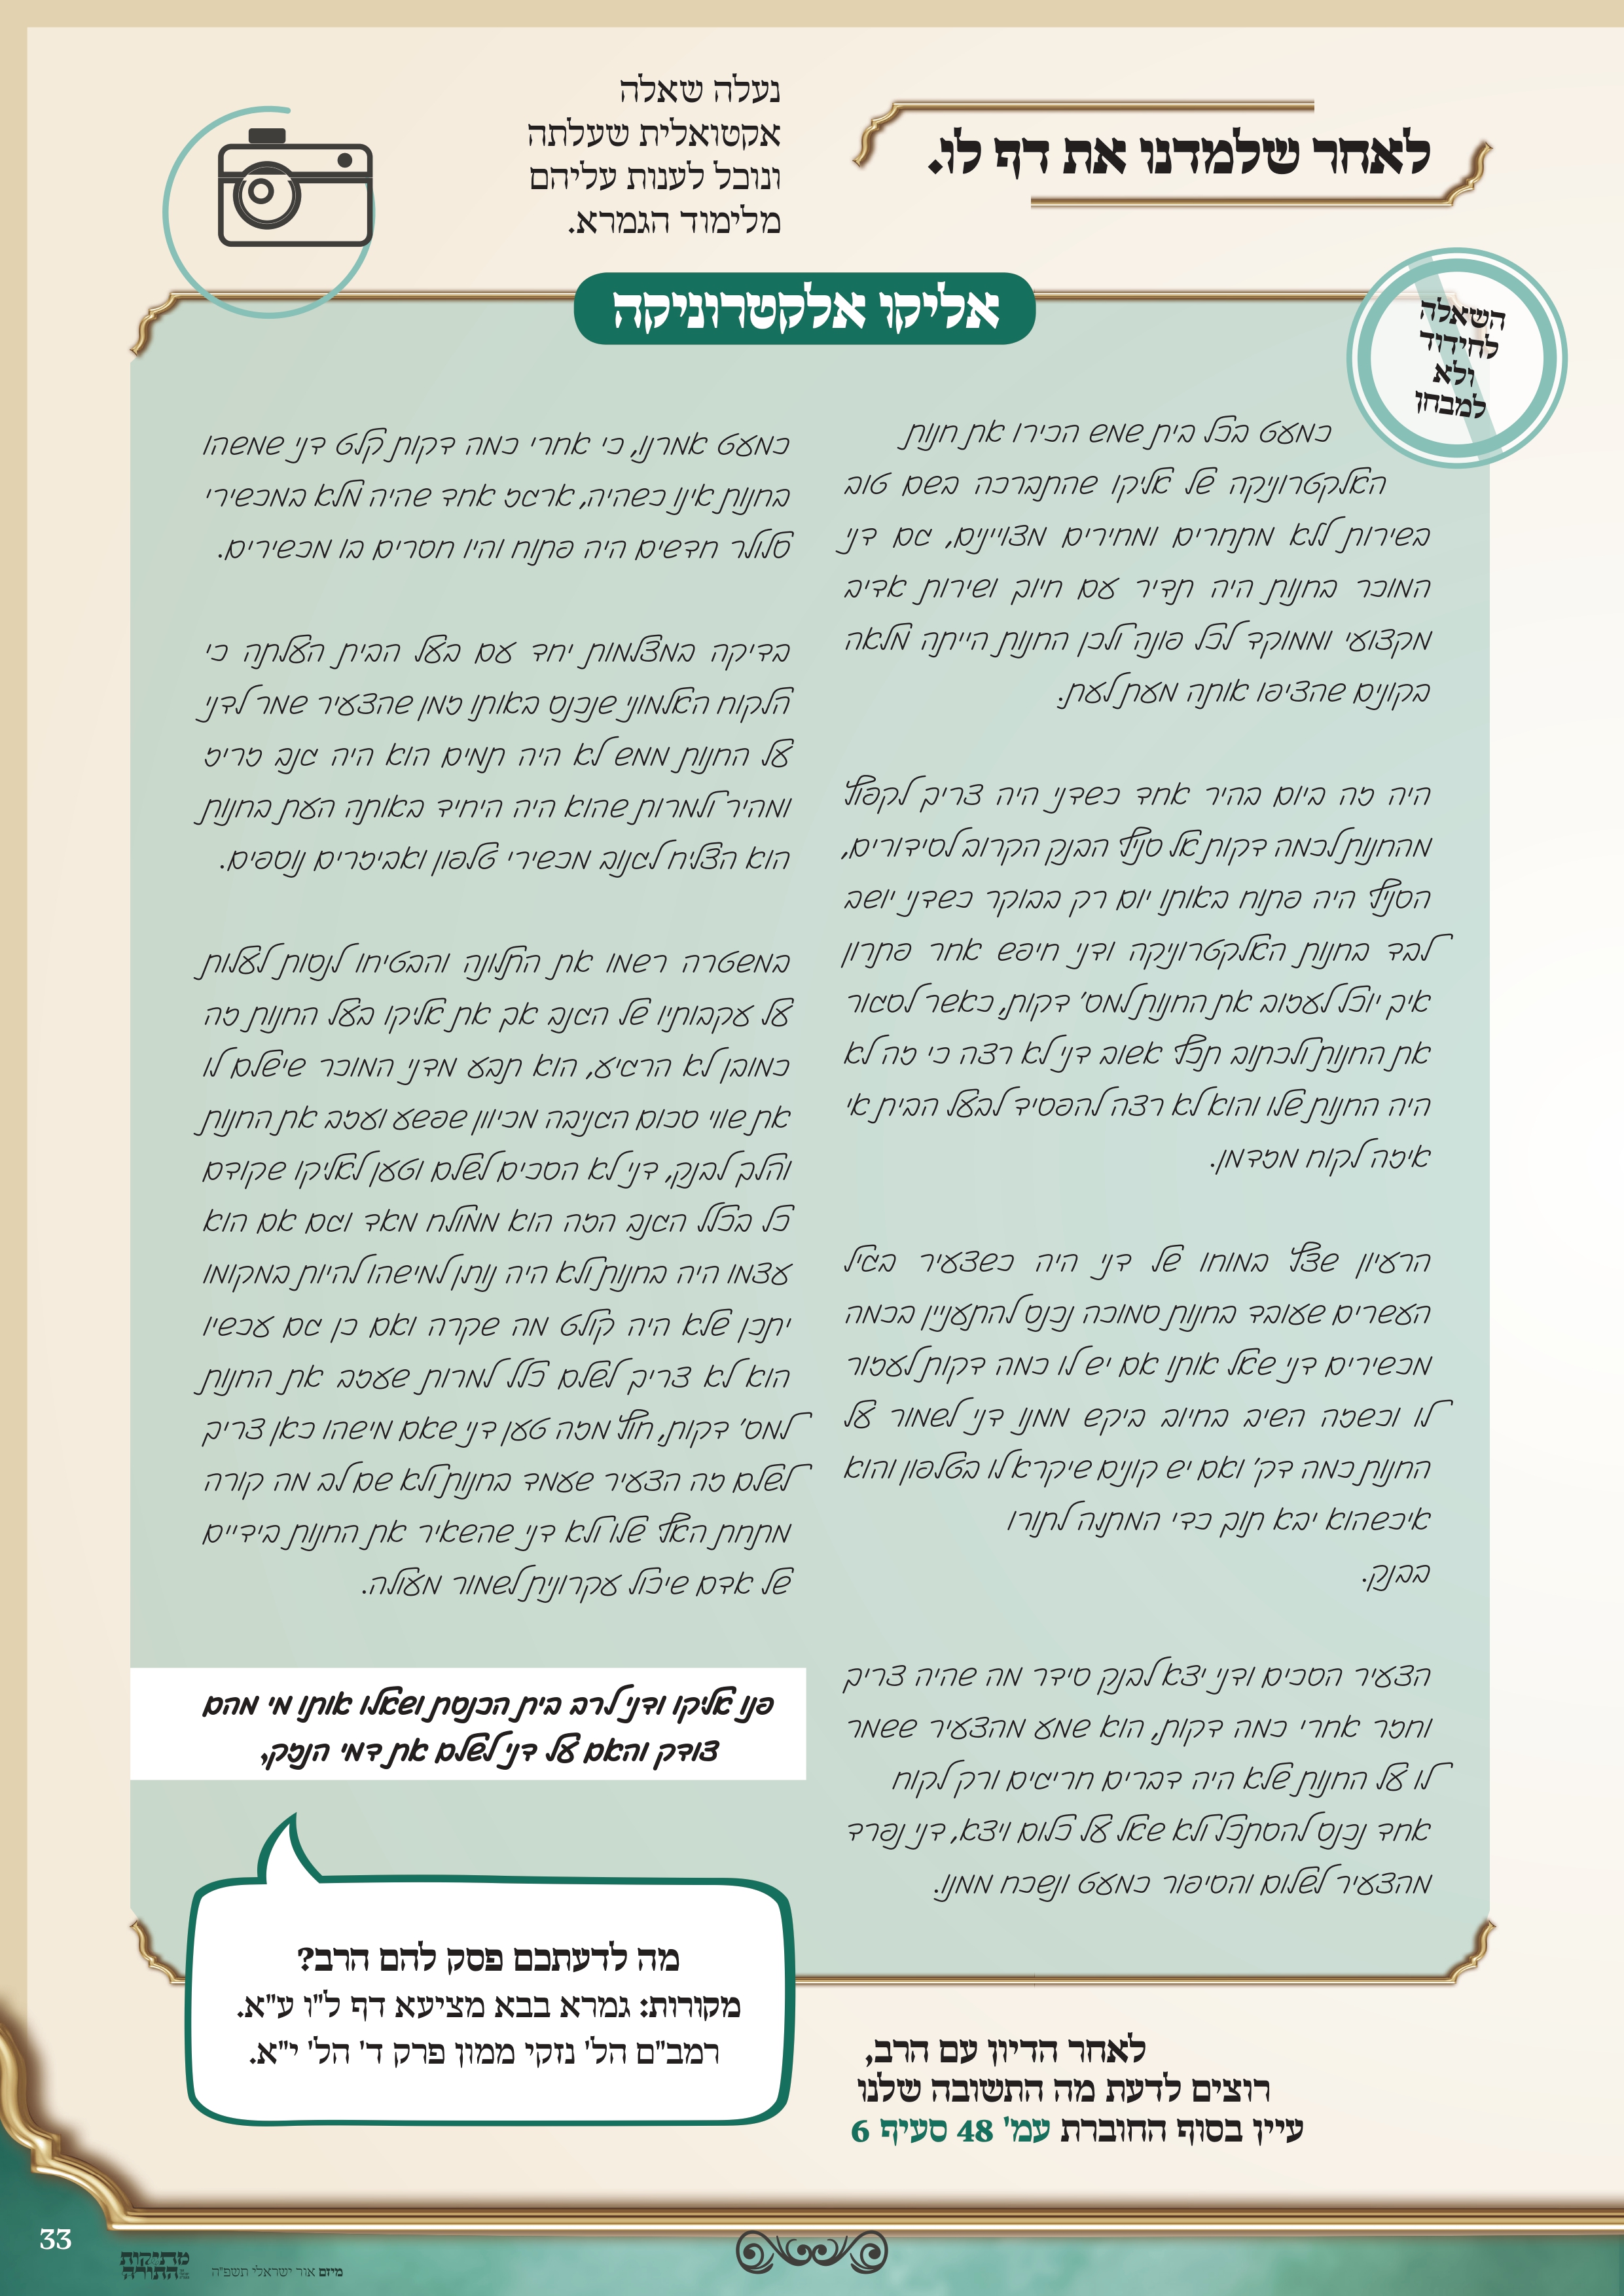 לאחר שלמדנו את דף לו.
נעלה שאלה
אקטואלית שעלתה
ונוכל לענות עליהם
מלימוד הגמרא.
אליקו אלקטרוניקה
השאלה
לחידוד
ולא
למבחן
כמעט בכל בית שמש הכירו את חנות
האלקטרוניקה של אליקו שהתברכה בשם טוב
בשירות ללא מתחרים ומחירים מצויינים, גם דני
המוכר בחנות היה תדיר עם חיוך ושירות אדיב
מקצועי וממוקד לכל פונה ולכן החנות הייתה מלאה
בקונים שהציפו אותה מעת לעת.
היה זה ביום בהיר אחד כשדני היה צריך לקפוץ
מהחנות לכמה דקות אל סניף הבנק הקרוב לסידורים,
הסניף היה פתוח באותו יום רק בבוקר כשדני יושב
לבד בחנות האלקטרוניקה ודני חיפש אחר פתרון
איך יוכל לעזוב את החנות למס' דקות, כאשר לסגור
את החנות ולכתוב תכף אשוב דני לא רצה כי זה לא
היה החנות שלו והוא לא רצה להפסיד לבעל הבית אי
איזה לקוח מזדמן.
הרעיון שצץ במוחו של דני היה כשצעיר בגיל
העשרים שעובד בחנות סמוכה נכנס להתעניין בכמה
מכשירים דני שאל אותו אם יש לו כמה דקות לעזור
לו וכשזה השיב בחיוב ביקש ממנו דני לשמור על
החנות כמה דק' ואם יש קונים שיקרא לו בטלפון והוא
איכשהוא יבא תוך כדי המתנה לתורו
בבנק.
הצעיר הסכים ודני יצא לבנק סידר מה שהיה צריך
וחזר אחרי כמה דקות, הוא שמע מהצעיר ששמר
לו על החנות שלא היה דברים חריגים ורק לקוח
אחד נכנס להסתכל ולא שאל על כלום ויצא, דני נפרד
מהצעיר לשלום והסיפור כמעט ונשכח ממנו.
כמעט אמרנו, כי אחרי כמה דקות קלט דני שמשהו
בחנות אינו כשהיה, ארגז אחד שהיה מלא במכשירי
סלולר חדשים היה פתוח והיו חסרים בו מכשירים.
בדיקה במצלמות יחד עם בעל הבית העלתה כי
הלקוח האלמוני שנכנס באותו זמן שהצעיר שמר לדני
על החנות ממש לא היה תמים הוא היה גנב זריז
ומהיר ולמרות שהוא היה היחיד באותה העת בחנות
הוא הצליח לגנוב מכשירי טלפון ואביזרים נוספים.
במשטרה רשמו את התלונה והבטיחו לנסות לעלות
על עקבותיו של הגנב אך את אליקו בעל החנות זה
כמובן לא הרגיע, הוא תבע מדני המוכר שישלם לו
את שווי סכום הגניבה מכיוון שפשע ועזב את החנות
והלך לבנק, דני לא הסכים לשלם וטען לאליקו שקודם
כל בכלל הגנב הזה הוא ממולח מאד וגם אם הוא
עצמו היה בחנות ולא היה נותן למישהו להיות במקומו
יתכן שלא היה קולט מה שקרה ואם כן גם עכשיו
הוא לא צריך לשלם כלל למרות שעזב את החנות
למס' דקות, חוץ מזה טען דני שאם מישהו כאן צריך
לשלם זה הצעיר שעמד בחנות ולא שם לב מה קורה
מתחת האף שלו ולא דני שהשאיר את החנות בידיים
של אדם שיכול עקרונית לשמור מעולה.
פנו אליקו ודני לרב בית הכנסת ושאלו אותו מי מהם
צודק והאם על דני לשלם את דמי הנזק,
מה לדעתכם פסק להם הרב?
מקורות: גמרא בבא מציעא דף ל"ו ע"א.
רמב"ם הל' נזקי ממון פרק ד' הל' י"א.
לאחר הדיון עם הרב,
רוצים לדעת מה התשובה שלנו
עיין בסוף החוברת עמ' 48 סעיף 6
33
מתיקות
התורה
מיזם אור ישראלי תשפ"ה